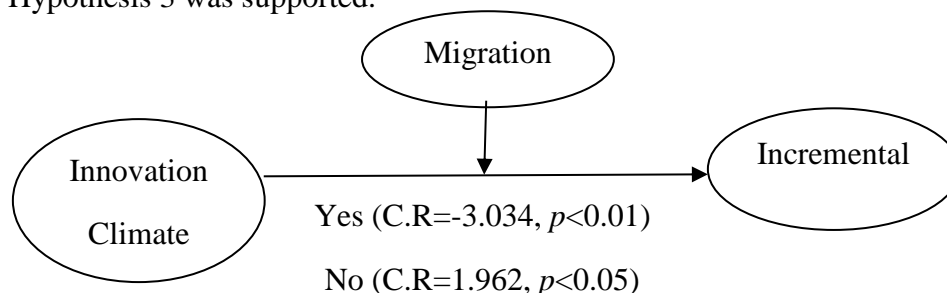 Hypothesis 3 was supported.
Migration
Innovation
Climate
Incremental
Yes (C.R=-3.034, p<0.01)
No (C.R=1.962, p<0.05)